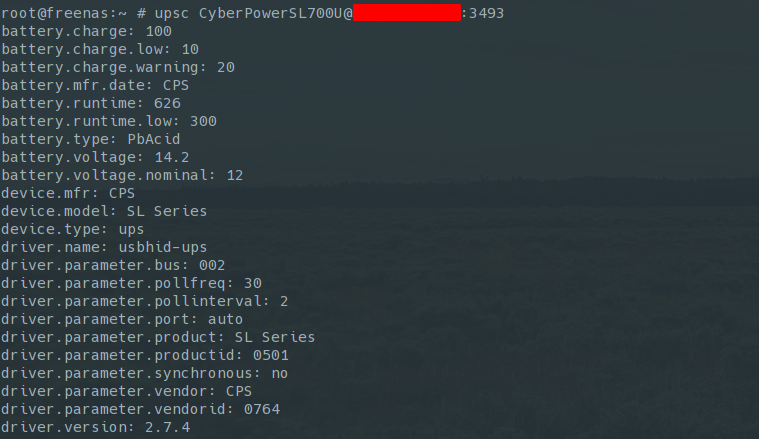 root@freenas:~ # upsc CyberPowerSL700U@ :3493
battery.charge: 100
battery.charge.low: 10
battery.charge.warning: 20
battery.mfr.date: CPS
battery.runtime: 626
battery.runtime.low: 300
battery.type: PbAcid
battery.voltage: 14.2
battery.voltage.nominal: 12
device.mfr: CPS
device.model: SL Series
device.type: ups
driver.name: usbhid-ups
driver.parameter.bus: 002
driver.parameter.pollfreq: 30
driver.parameter.pollinterval: 2
driver.parameter.port: auto
driver.parameter.product: SL Series
driver.parameter.productid: 0501
driver.parameter.synchronous: no
driver.parameter.vendor: CPS
driver.parameter.vendorid: 0764
driver.version: 2.7.4